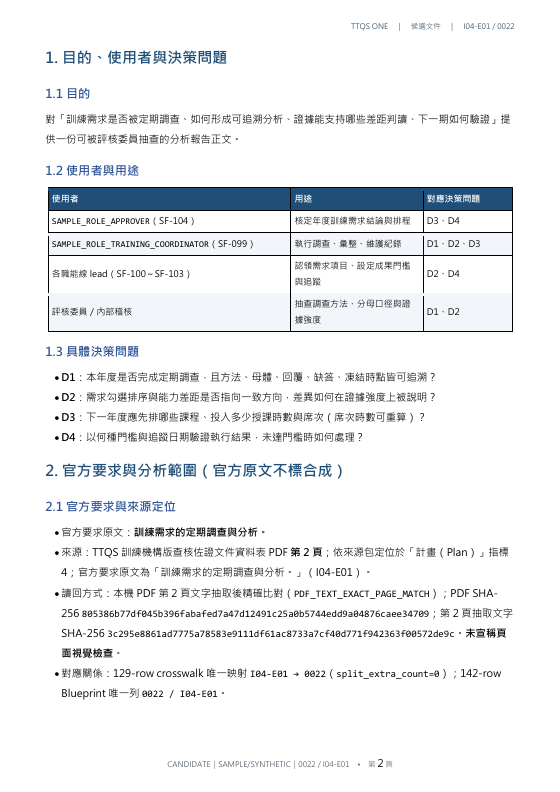 TTQS ONE | 候選文件 | I04-E01 / 0022
1. 目的、使用者與決策問題
1.1 目的
對「訓練需求是否被定期調查、如何形成可追溯分析、證據能支持哪些差距判讀、下一期如何驗證」提
供一份可被評核委員抽查的分析報告正文。
1.2 使用者與用途
使用者 用途 對應決策問題
SAMPLE_ROLE_APPROVER（SF-104） 核定年度訓練需求結論與排程 D3、D4
SAMPLE_ROLE_TRAINING_COORDINATOR（SF-099） 執行調查、彙整、維護紀錄 D1、D2、D3
各職能線 lead（SF-100～SF-103） 認領需求項目、設定成果門檻
與追蹤 D2、D4
評核委員 / 內部稽核 抽查調查方法、分母口徑與證
據強度 D1、D2
1.3 具體決策問題
• D1：本年度是否完成定期調查，且方法、母體、回覆、缺答、凍結時點皆可追溯？
• D2：需求勾選排序與能力差距是否指向一致方向，差異如何在證據強度上被說明？
• D3：下一年度應先排哪些課程、投入多少授課時數與席次（席次時數可重算）？
• D4：以何種門檻與追蹤日期驗證執行結果，未達門檻時如何處理？
2. 官方要求與分析範圍（官方原文不標合成）
2.1 官方要求與來源定位
• 官方要求原文：訓練需求的定期調查與分析。
• 來源：TTQS 訓練機構版查核佐證文件資料表 PDF 第 2 頁；依來源包定位於「計畫（Plan）」指標
4；官方要求原文為「訓練需求的定期調查與分析。」（I04-E01）。
• 讀回方式：本機 PDF 第 2 頁文字抽取後精確比對（PDF_TEXT_EXACT_PAGE_MATCH）；PDF SHA-
256 805386b77df045b396fabafed7a47d12491c25a0b5744edd9a04876caee34709；第 2 頁抽取文字
SHA-256 3c295e8861ad7775a78583e9111df61ac8733a7cf40d771f942363f00572de9c。未宣稱頁
面視覺檢查。
• 對應關係：129-row crosswalk 唯一映射 I04-E01 → 0022（split_extra_count=0）；142-row
Blueprint 唯一列 0022 / I04-E01。
CANDIDATE | SAMPLE/SYNTHETIC | 0022 / I04-E01 • 第 2 頁